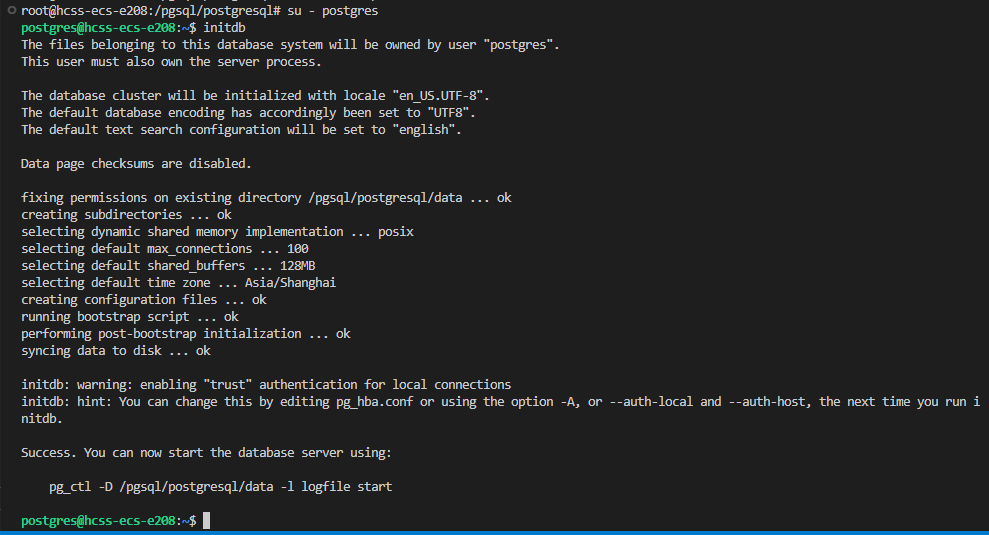 root@hcss-ecs-e208:/pgsql/postgresql# su - postgres
postgres@hcss-ecs-e208:~$ initdb
The files belonging to this database system will be owned by user "postgres".
This user must also own the server process.
The database cluster will be initialized with locale "en_US.UTF-8".
The default database encoding has accordingly been set to "UTF8".
The default text search configuration will be set to "english".
Data page checksums are disabled.
fixing permissions on existing directory /pgsql/postgresql/data ... ok
creating subdirectories ... ok
selecting dynamic shared memory implementation ... posix
selecting default max_connections ... 100
selecting default shared_buffers ... 128MB
selecting default time zone ... Asia/Shanghai
creating configuration files ... ok
running bootstrap script ... ok
performing post-bootstrap initialization ... ok
syncing data to disk ... ok
initdb: warning: enabling "trust" authentication for local connections
initdb: hint: You can change this by editing pg_hba.conf or using the option -A, or --auth-local and --auth-host, the next time you run i
nitdb.
Success. You can now start the database server using:
    pg_ctl -D /pgsql/postgresql/data -l logfile start
postgres@hcss-ecs-e208:~$